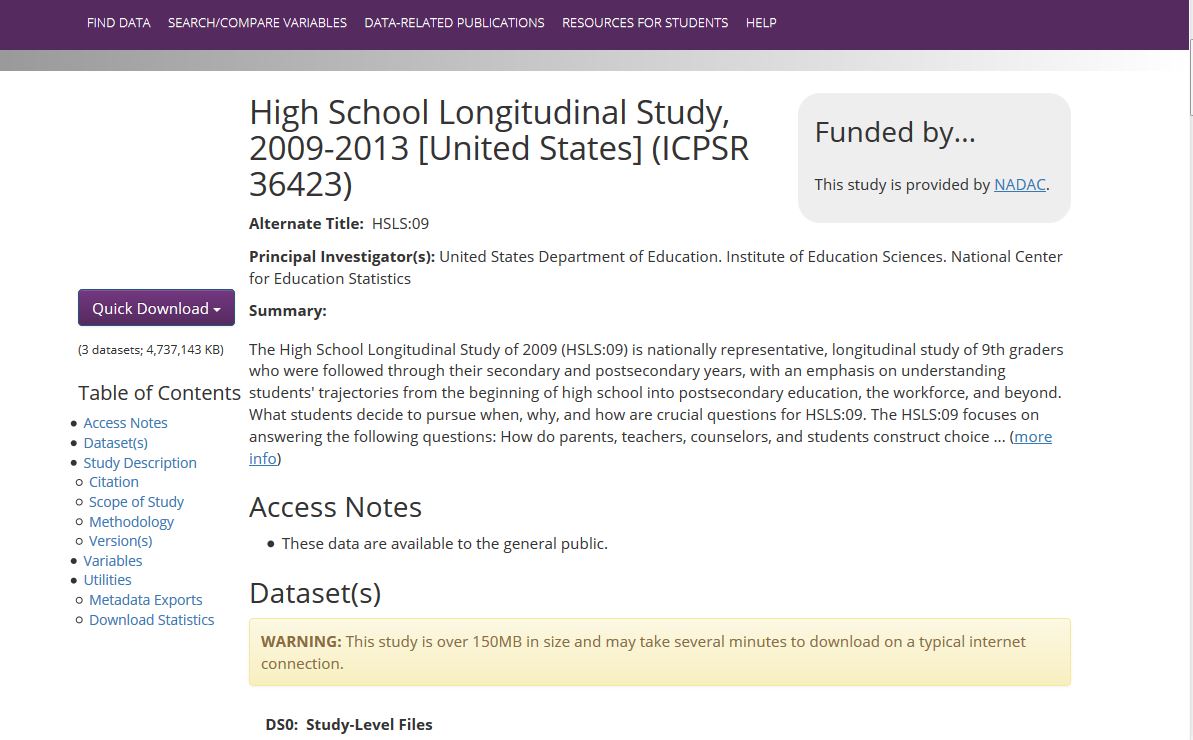 FIND DATA SEARCH/COMPARE VARIABLES DATA-RELATED PUBLICATIONS RESOURCES FOR STUDENTS HELP
High School Longitudinal Study,
2009-2013 [United States] (ICPSR
36423)
Funded by...
This study is provided by NADAC.
Alternate Title: HSLS:09
Principal Investigator(s): United States Department of Education. Institute of Education Sciences. National Center
for Education Statistics
Quick Download
(3 datasets; 4,737,143 KB)
Table of Contents
• Access Notes
• Dataset(s)
• Study Description
○ Citation
○ Scope of Study
○ Methodology
○ Version(s)
• Variables
• Utilities
○ Metadata Exports
○ Download Statistics
Summary:
The High School Longitudinal Study of 2009 (HSLS:09) is nationally representative, longitudinal study of 9th graders
who were followed through their secondary and postsecondary years, with an emphasis on understanding
students' trajectories from the beginning of high school into postsecondary education, the workforce, and beyond.
What students decide to pursue when, why, and how are crucial questions for HSLS:09. The HSLS:09 focuses on
answering the following questions: How do parents, teachers, counselors, and students construct choice ... (more
info)
Access Notes
• These data are available to the general public.
Dataset(s)
WARNING: This study is over 150MB in size and may take several minutes to download on a typical internet
connection.
DS0: Study-Level Files